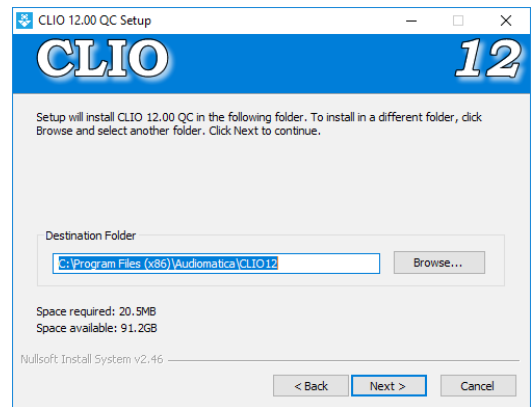 CLIO 12.00 QC Setup
CLIO 12
Setup will install CLIO 12.00 QC in the following folder. To install in a different folder, click
Browse and select another folder. Click Next to continue.
Destination Folder
C:\Program Files (x86)\Audiomatica\CLIO12
Browse...
Space required: 20.5MB
Space available: 91.2GB
Nullsoft Install System v2.46
< Back Next > Cancel